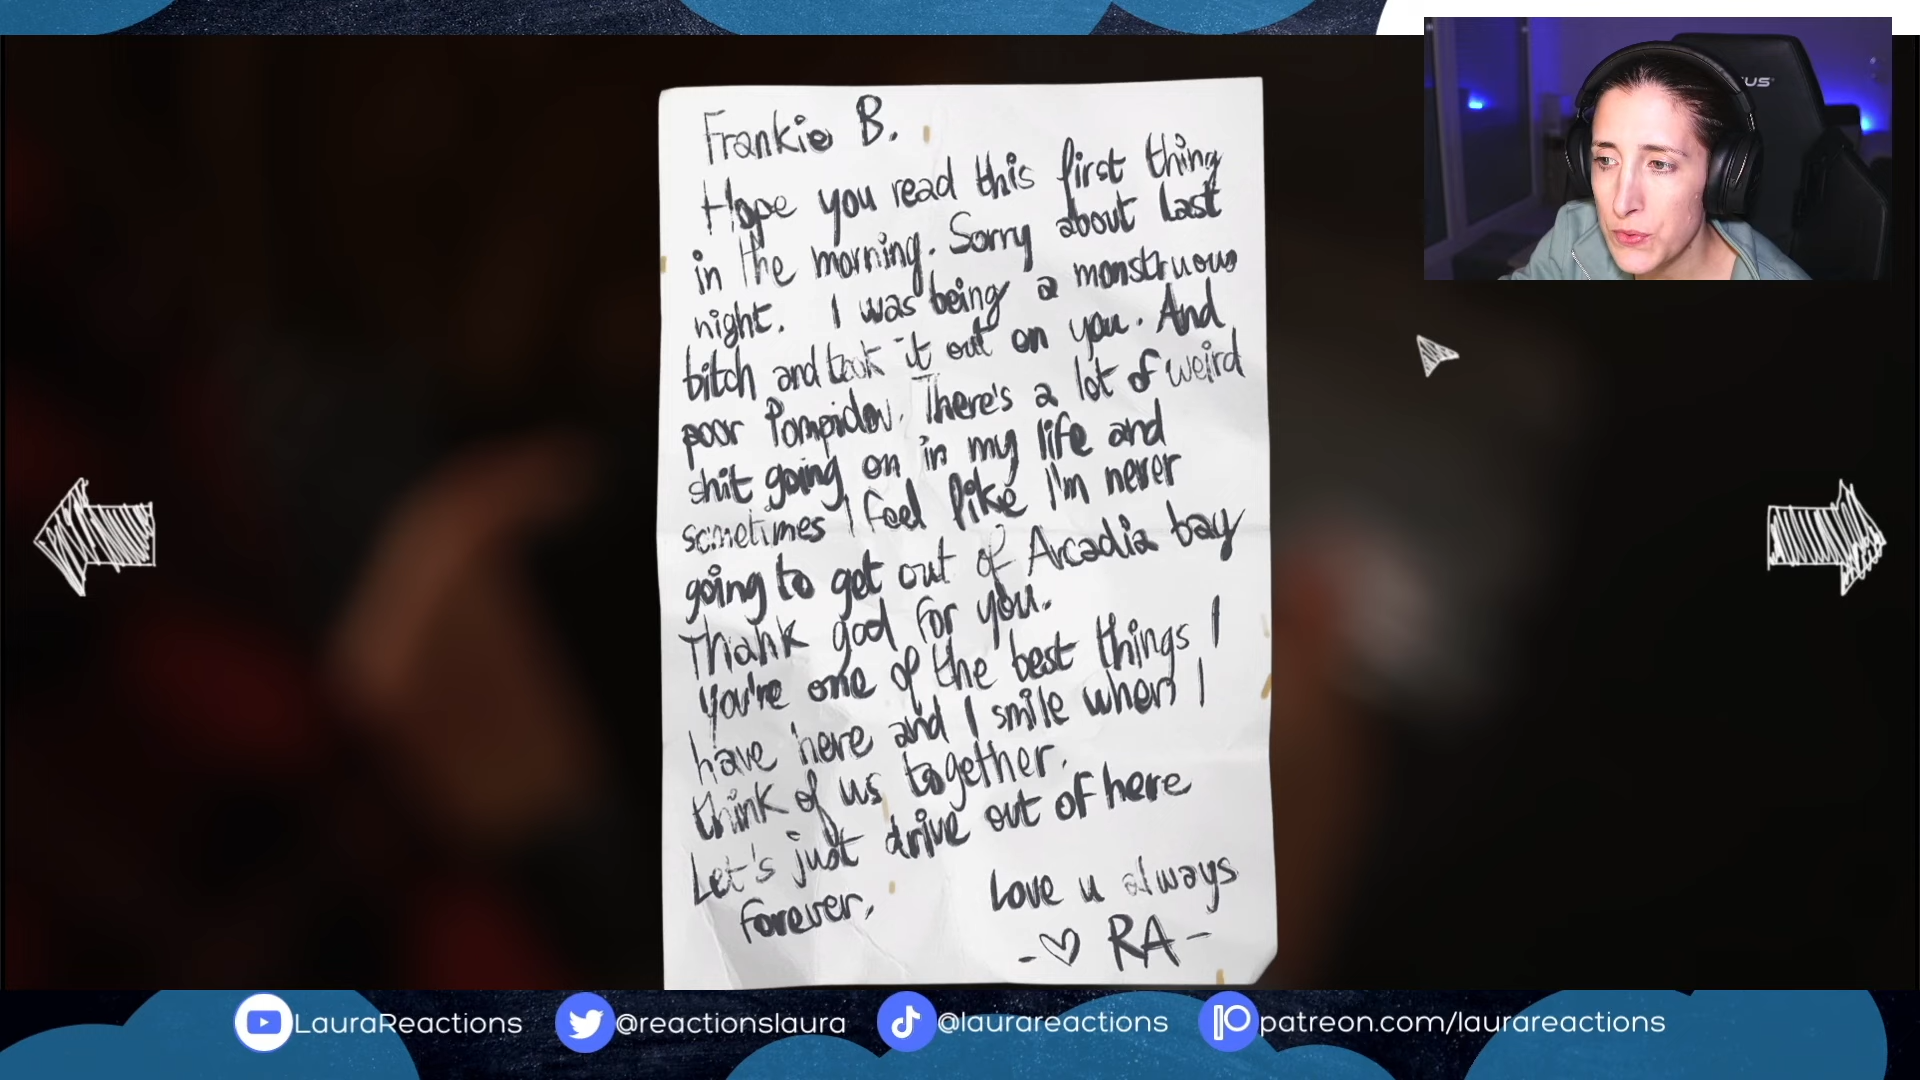 Frankie B.
Hope you read this first thing
in the morning. Sorry about last
night. I was being a monstruous
bitch and took it out on you. And
poor Pompidou. There's a lot of weird
shit going on in my life and
sometimes I feel like I'm never
going to get out of Arcadia bay
Thank god for you.
You're one of the best things I
have here and I smile when I
think of us together.
Let's just drive out of here
forever.
Love u always
-♡ RA-
LauraReactions
@reactionslaura
@laurareactions
patreon.com/laurareactions